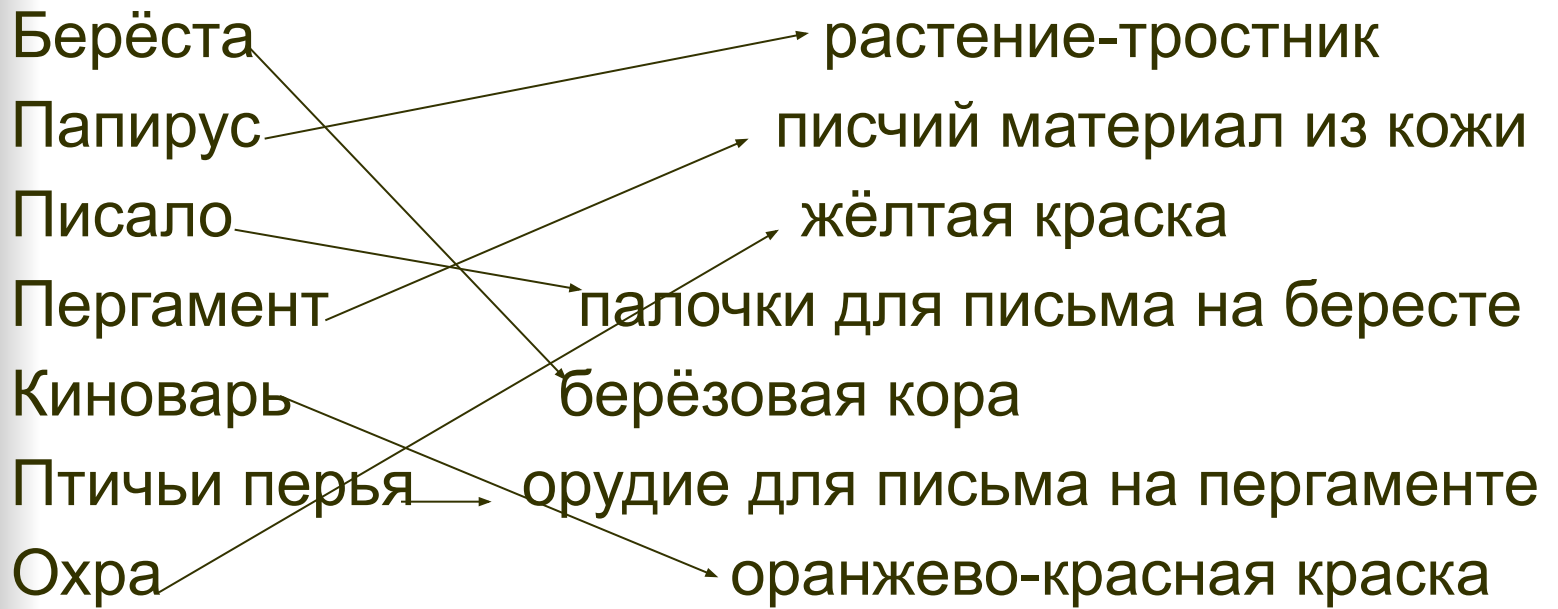 Берёста растение-тростник
Папирус писчий материал из кожи
Писало жёлтая краска
Пергамент палочки для письма на бересте
Киноварь берёзовая кора
Птичьи перья орудие для письма на пергаменте
Охра оранжево-красная краска